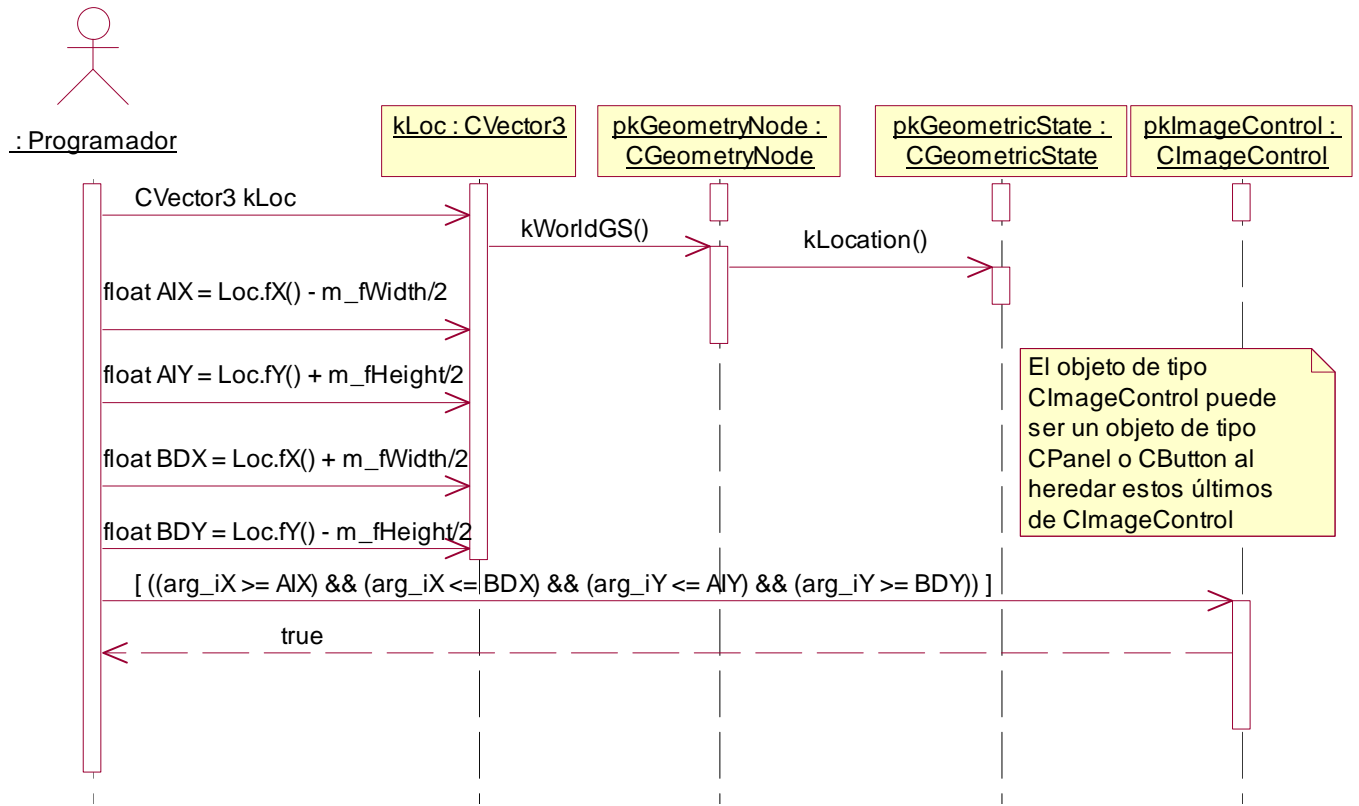 : Programador
kLoc : CVector3
pkGeometryNode :
CGeometryNode
pkGeometricState :
CGeometricState
pkImageControl :
CImageControl
CVector3 kLoc
kWorldGS()
kLocation()
float AIX = Loc.fX() - m_fWidth/2
float AIY = Loc.fY() + m_fHeight/2
float BDX = Loc.fX() + m_fWidth/2
float BDY = Loc.fY() - m_fHeight/2
El objeto de tipo
CImageControl puede
ser un objeto de tipo
CPanel o CButton al
heredar estos últimos
de CImageControl
[ ((arg_iX >= AIX) && (arg_iX <= BDX) && (arg_iY <= AIY) && (arg_iY >= BDY)) ]
true